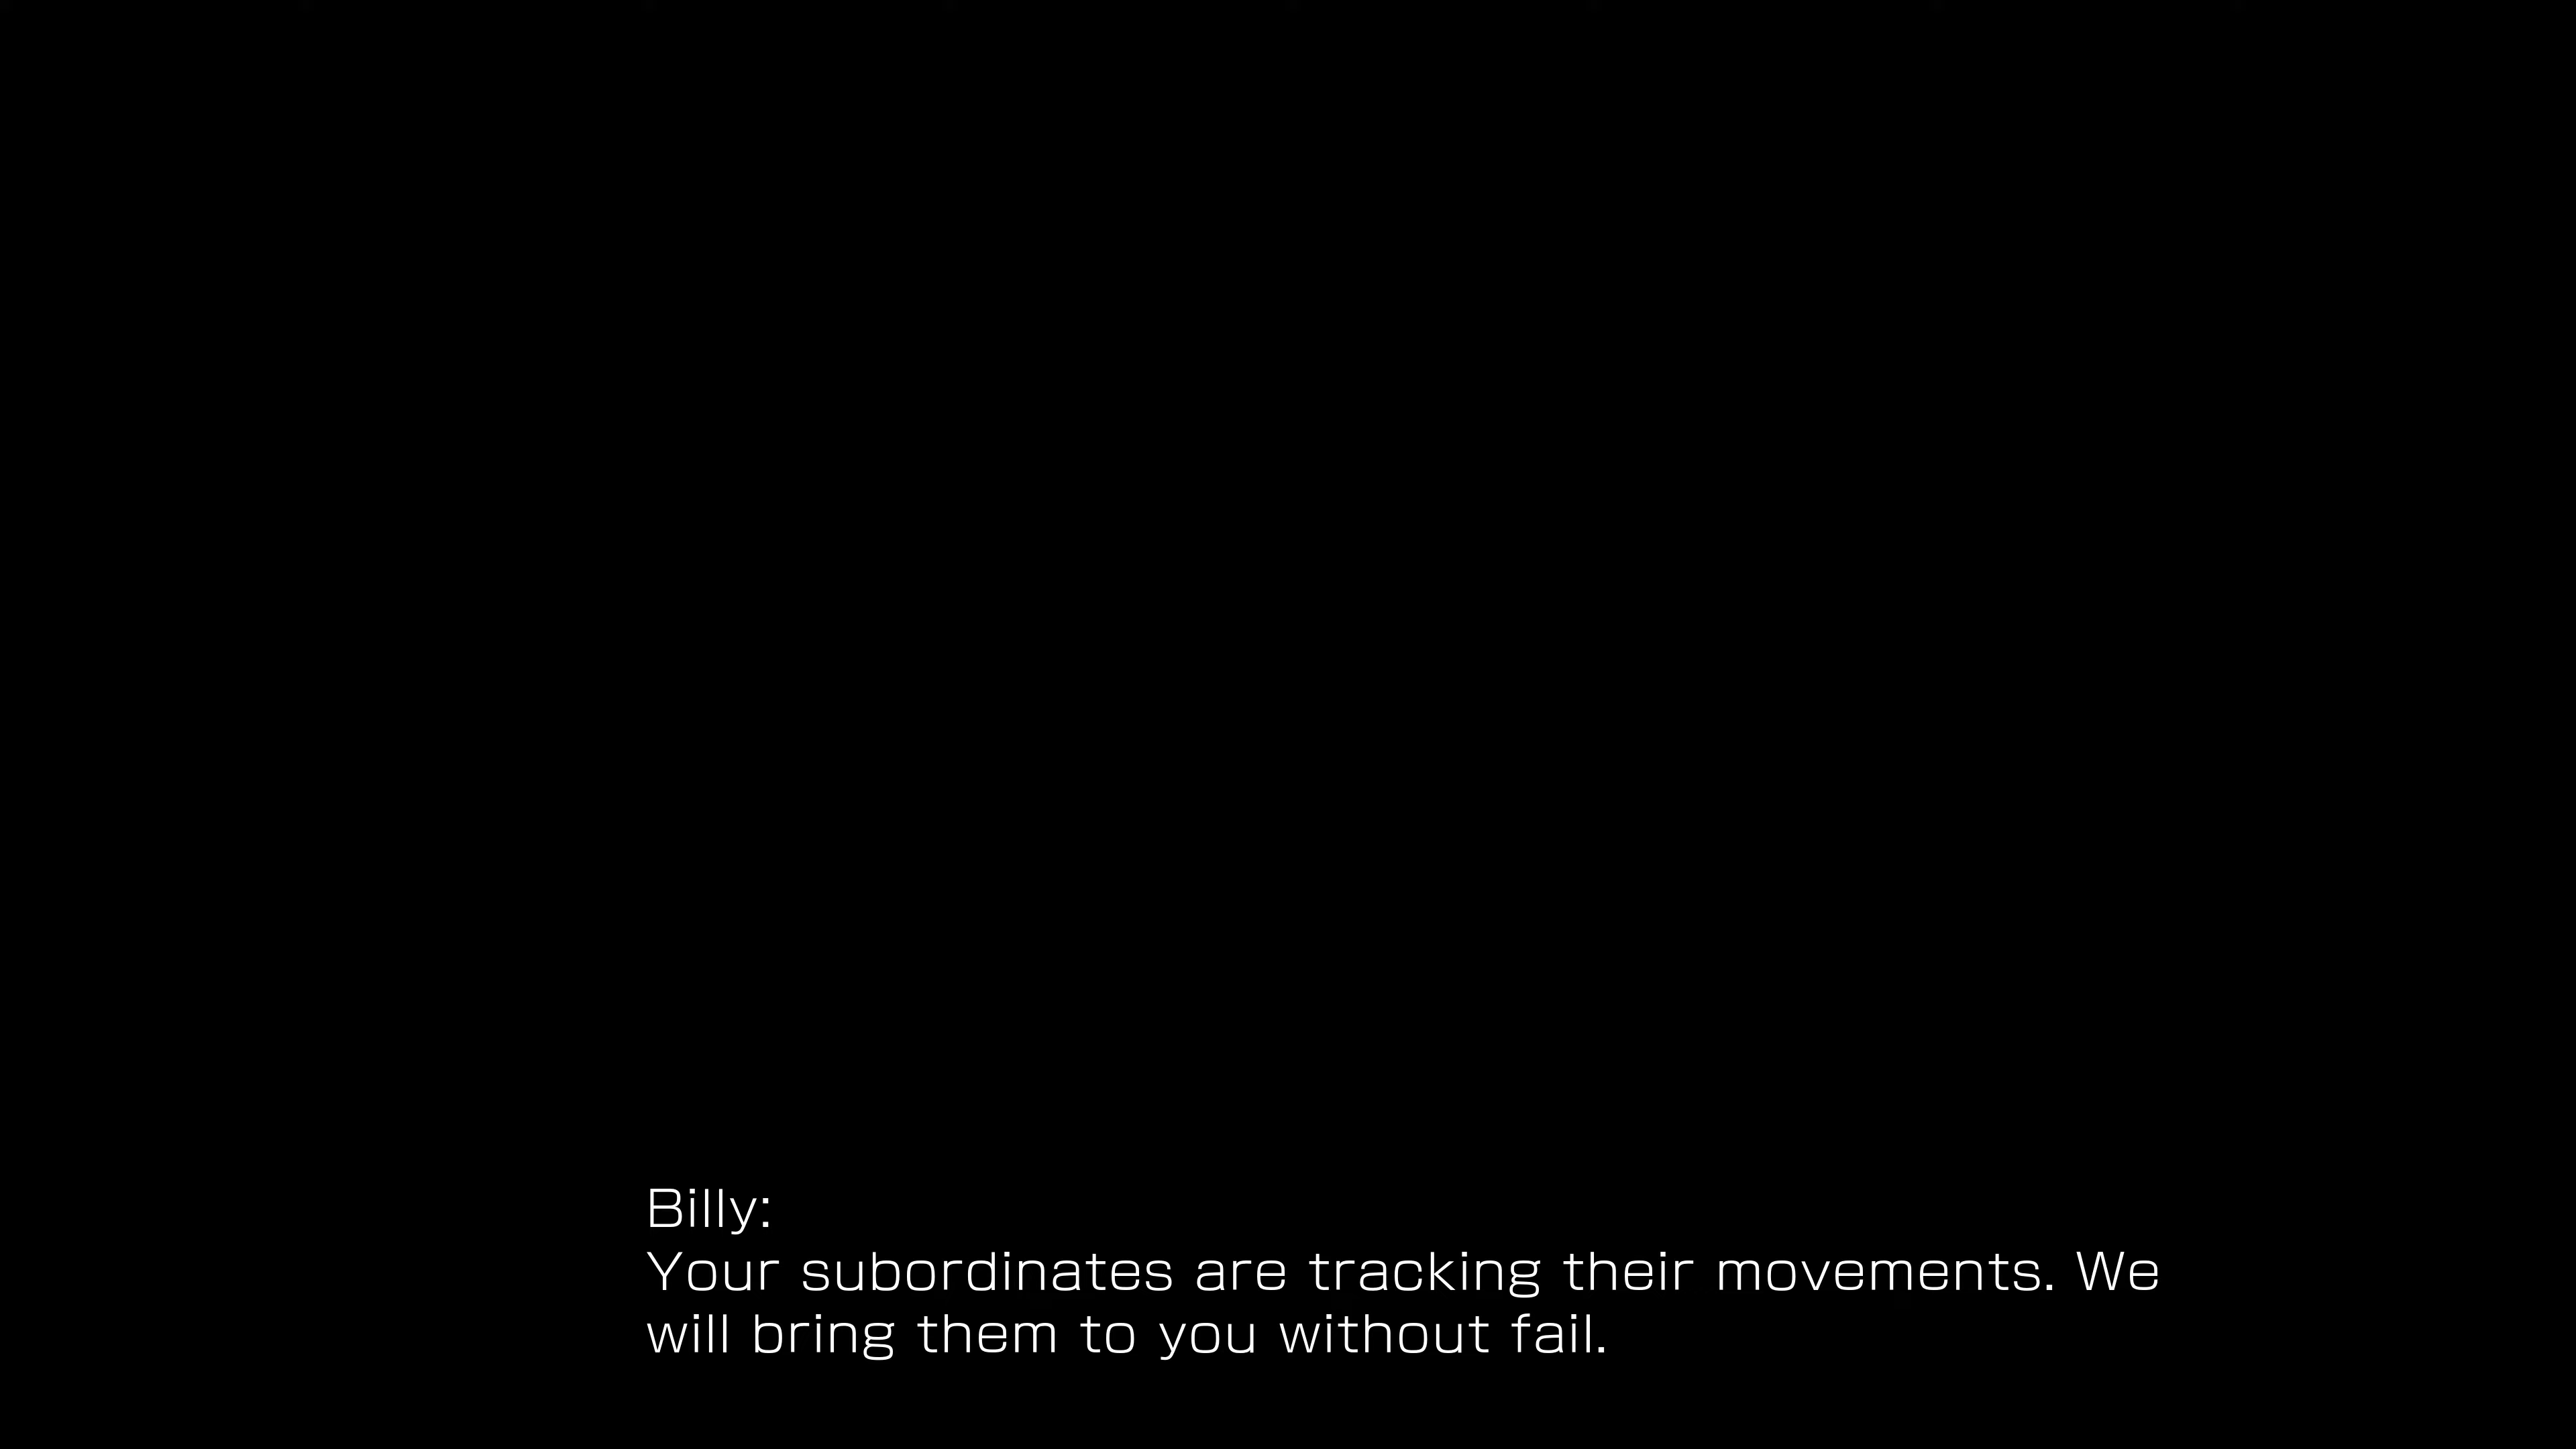 Billy:
Your subordinates are tracking their movements. We
will bring them to you without fail.